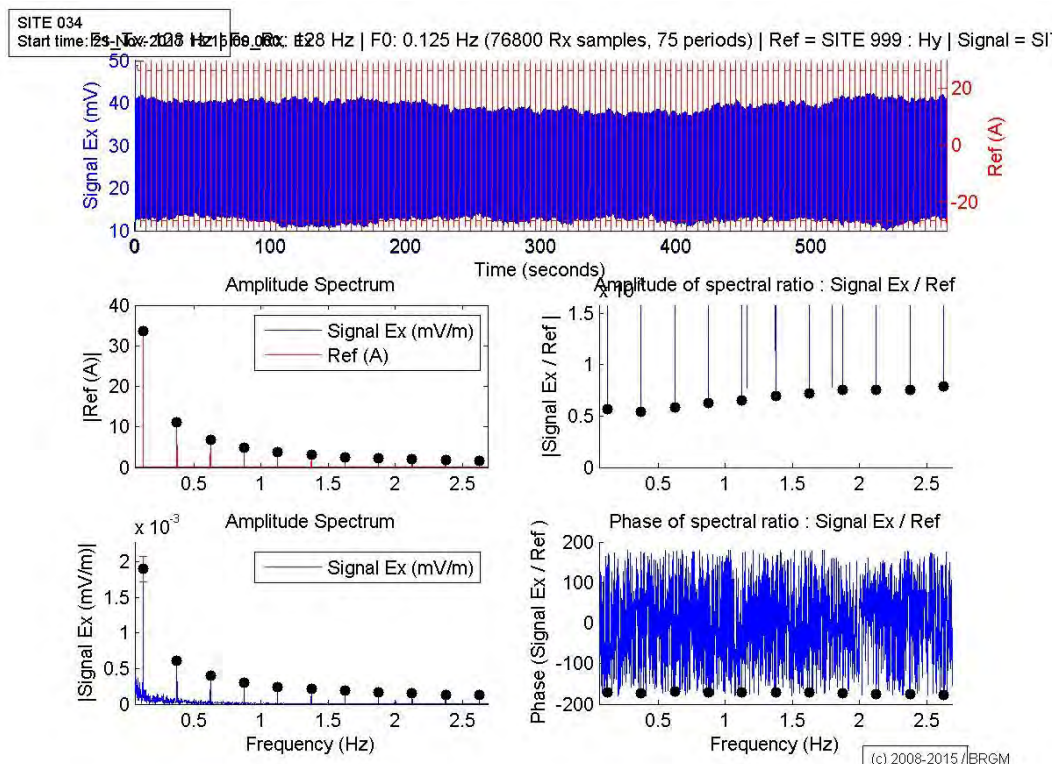 SITE 034
Start time:
Hz | F0: 0.125 Hz (76800 Rx samples, 75 periods) | Ref = SITE 999 : Hy | Signal = SIT
Signal Ex (mV)
50
40
30
20
10
Ref (A)
20
0
-20
0 100 200 300 400 500
Time (seconds)
Amplitude Spectrum
|Ref (A)|
40
30
20
10
0
Signal Ex (mV/m)
Ref (A)
0.5 1 1.5 2 2.5
Amplitude of spectral ratio : Signal Ex / Ref
|Signal Ex / Ref |
1.5
1
0.5
0
0.5 1 1.5 2 2.5
x 10⁻³
Amplitude Spectrum
|Signal Ex (mV/m)|
2
1.5
1
0.5
0
Signal Ex (mV/m)
0.5 1 1.5 2 2.5
Frequency (Hz)
Phase of spectral ratio : Signal Ex / Ref
Phase (Signal Ex / Ref )
200
100
0
-100
-200
0.5 1 1.5 2 2.5
Frequency (Hz)
(c) 2008-2015 / BRGM